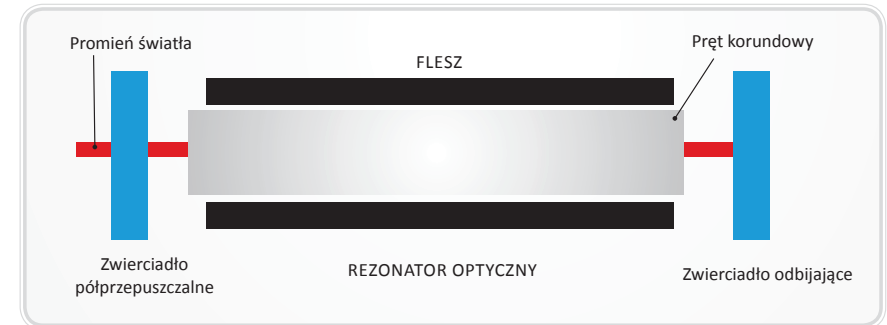 Promień światła
FLESZ
Pręt korundowy
Zwierciadło
półprzepuszczalne
REZONATOR OPTYCZNY
Zwierciadło odbijające